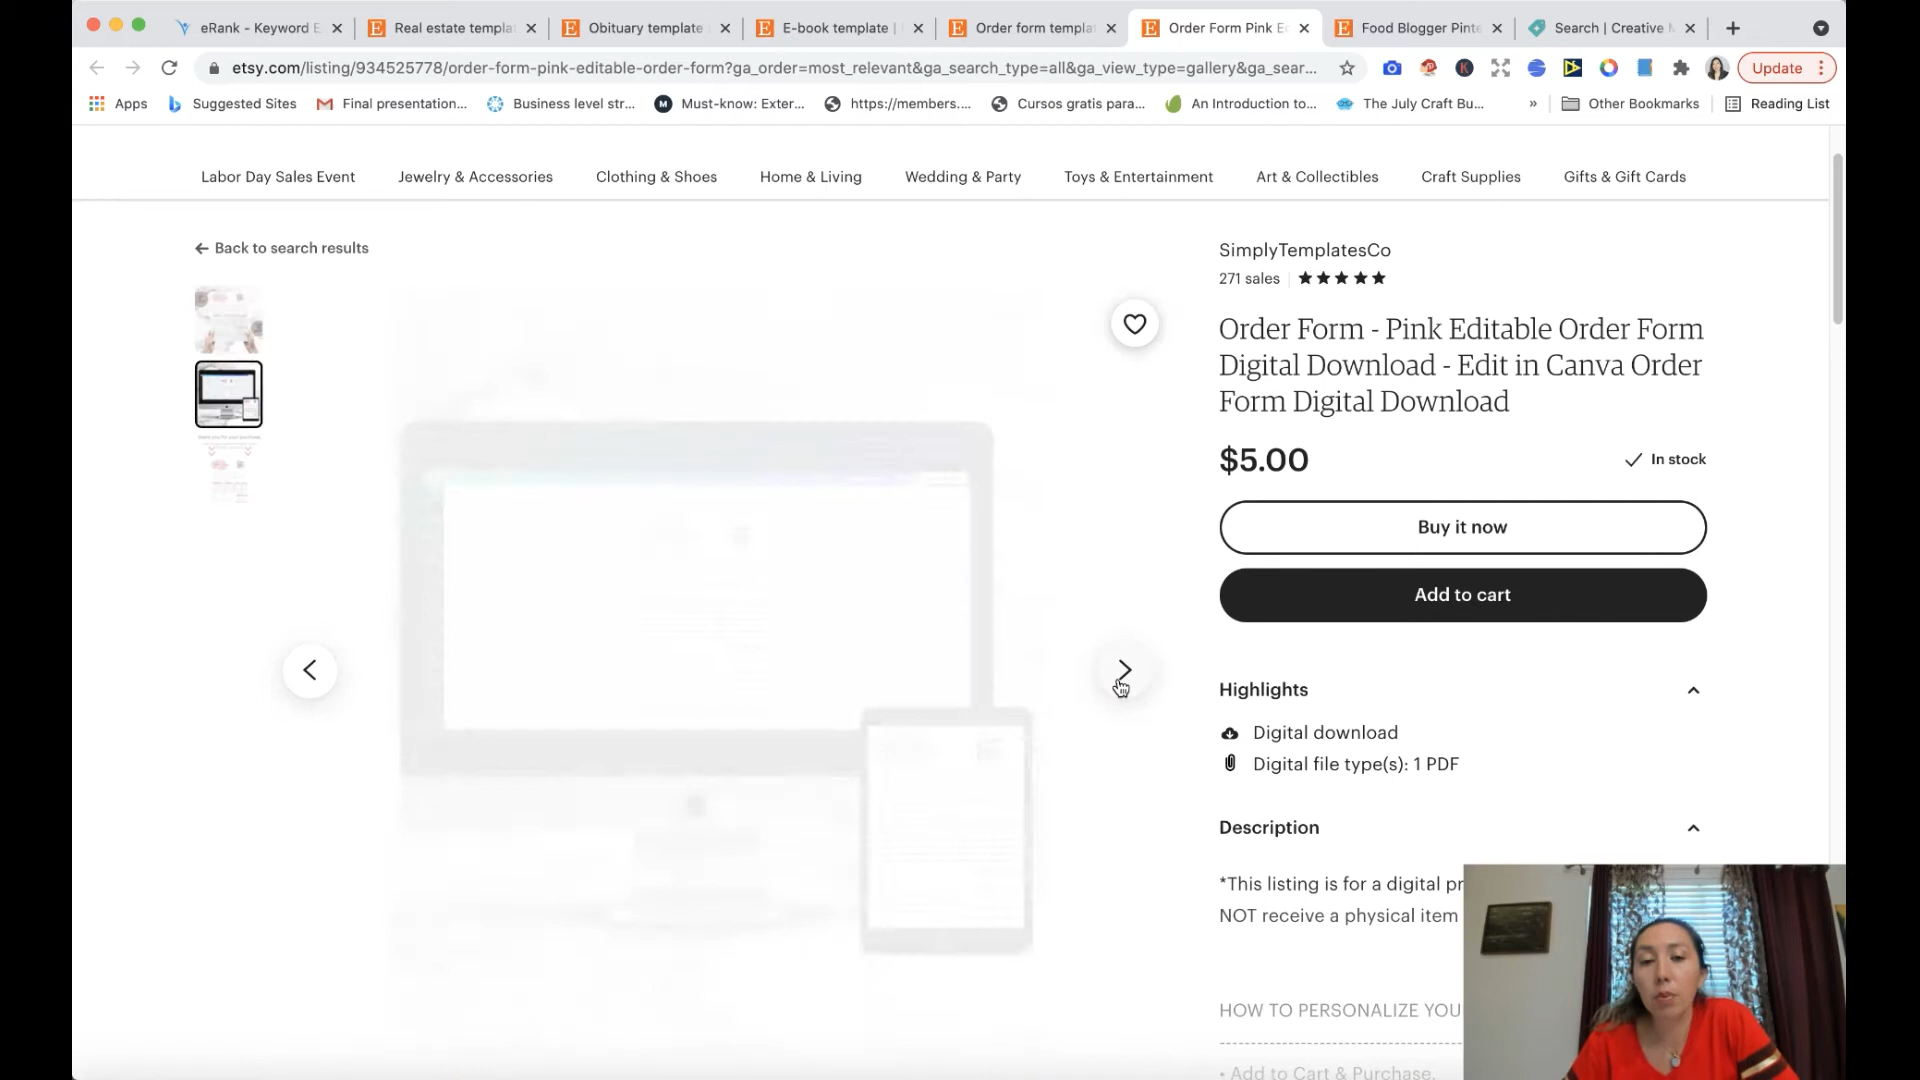 eRank - Keyword E
Real estate templa
Obituary template
E-book template |
Order form templa
Order Form Pink E
Food Blogger Pinte
Search | Creative M
etsy.com/listing/934525778/order-form-pink-editable-order-form?ga_order=most_relevant&ga_search_type=all&ga_view_type=gallery&ga_sear...
Update
Apps
Suggested Sites
Final presentation...
Business level str...
Must-know: Exter...
https://members....
Cursos gratis para...
An Introduction to...
The July Craft Bu...
»
Other Bookmarks
Reading List
Labor Day Sales Event
Jewelry & Accessories
Clothing & Shoes
Home & Living
Wedding & Party
Toys & Entertainment
Art & Collectibles
Craft Supplies
Gifts & Gift Cards
Back to search results
SimplyTemplatesCo
271 sales
Order Form - Pink Editable Order Form
Digital Download - Edit in Canva Order
Form Digital Download
$5.00
In stock
Buy it now
Add to cart
Highlights
Digital download
Digital file type(s): 1 PDF
Description
*This listing is for a digital pr
NOT receive a physical item
HOW TO PERSONALIZE YOU
• Add to Cart & Purchase.